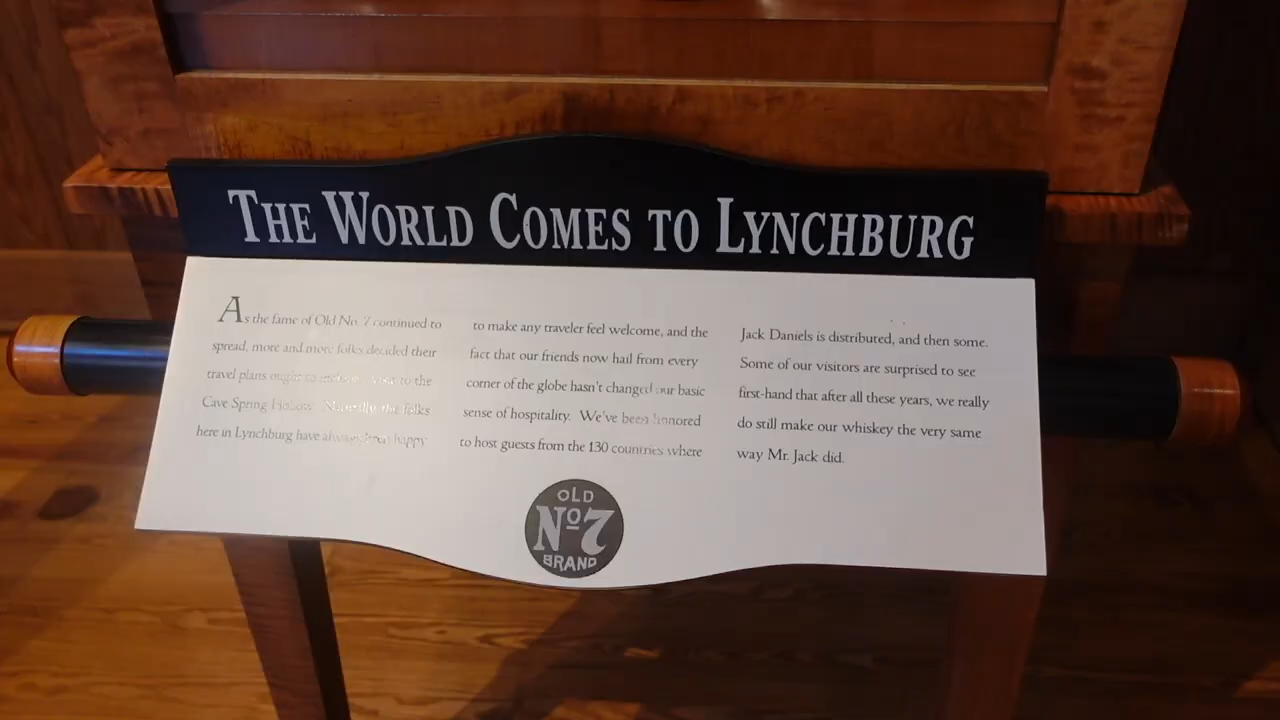 THE WORLD COMES TO LYNCHBURG
As the fame of Old No. 7 continued to
spread, more and more folks decided their
travel plans ought to include a visit to the
Cave Spring Hollow. Naturally, the folks
here in Lynchburg have always been happy
to make any traveler feel welcome, and the
fact that our friends now hail from every
corner of the globe hasn't changed our basic
sense of hospitality. We've been honored
to host guests from the 130 countries where
Jack Daniels is distributed, and then some.
Some of our visitors are surprised to see
first-hand that after all these years, we really
do still make our whiskey the very same
way Mr. Jack did.
OLD
Nº7
BRAND